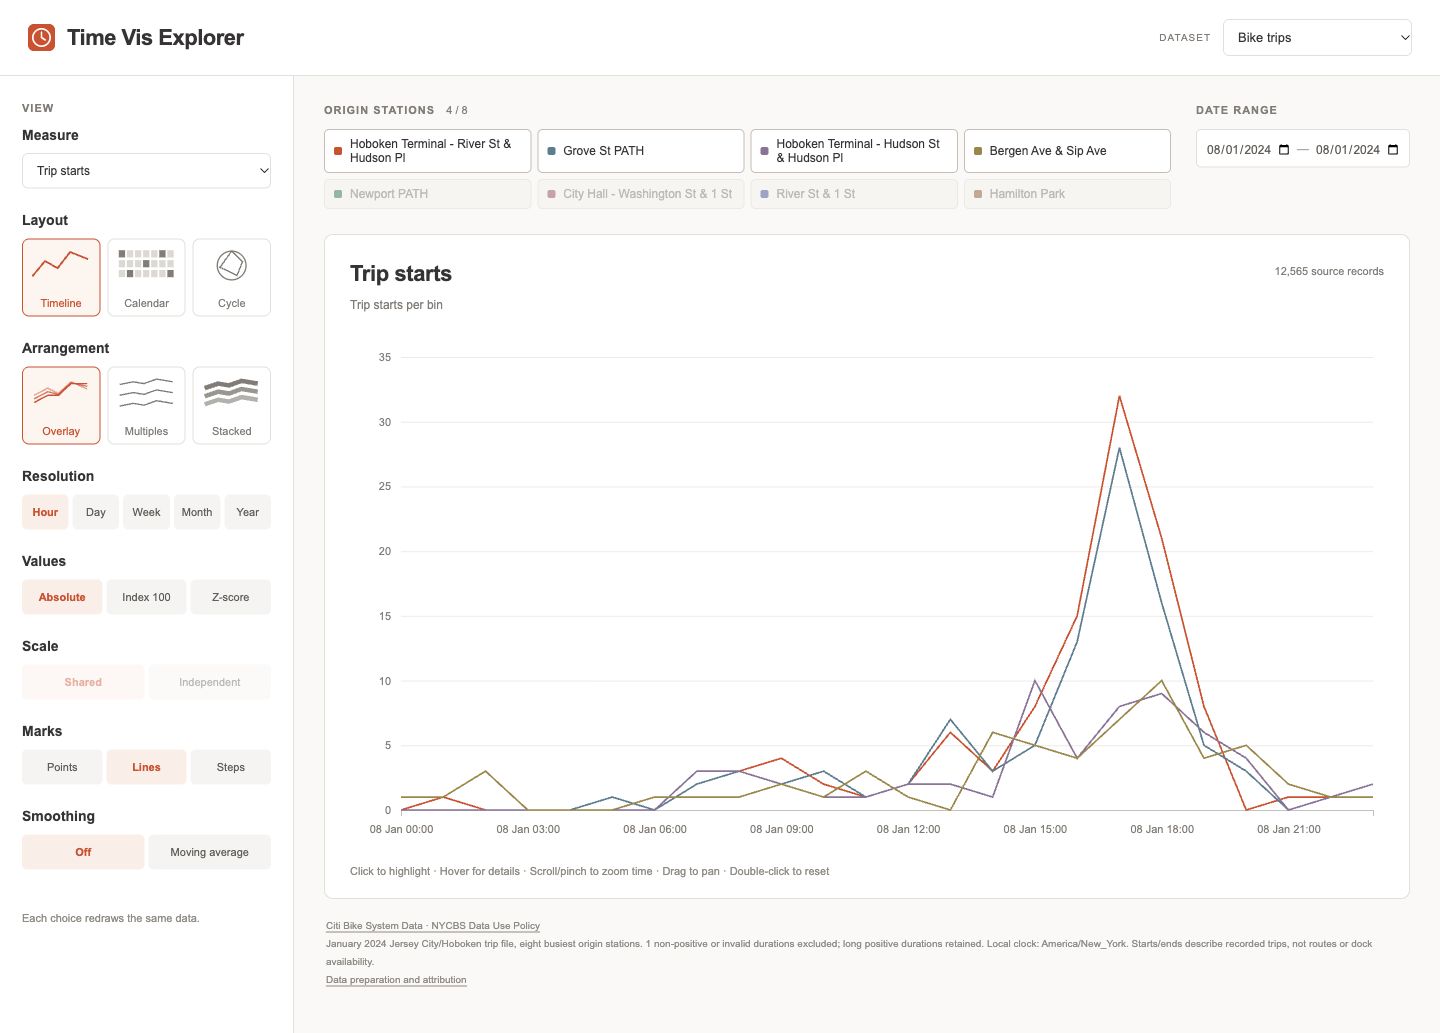 Time Vis Explorer
DATASET
Bike trips
VIEW
Measure
Trip starts
Layout
Timeline
Calendar
Cycle
Arrangement
Overlay
Multiples
Stacked
Resolution
Hour
Day
Week
Month
Year
Values
Absolute
Index 100
Z-score
Scale
Shared
Independent
Marks
Points
Lines
Steps
Smoothing
Off
Moving average
Each choice redraws the same data.
ORIGIN STATIONS 4 / 8
Hoboken Terminal - River St &
Hudson Pl
Grove St PATH
Hoboken Terminal - Hudson St
& Hudson Pl
Bergen Ave & Sip Ave
Newport PATH
City Hall - Washington St & 1 St
River St & 1 St
Hamilton Park
DATE RANGE
08/01/2024 — 08/01/2024
Trip starts
12,565 source records
Trip starts per bin
35
30
25
20
15
10
5
0
08 Jan 00:00
08 Jan 03:00
08 Jan 06:00
08 Jan 09:00
08 Jan 12:00
08 Jan 15:00
08 Jan 18:00
08 Jan 21:00
Click to highlight · Hover for details · Scroll/pinch to zoom time · Drag to pan · Double-click to reset
Citi Bike System Data · NYCBS Data Use Policy
January 2024 Jersey City/Hoboken trip file, eight busiest origin stations. 1 non-positive or invalid durations excluded; long positive durations retained. Local clock: America/New_York. Starts/ends describe recorded trips, not routes or dock
availability.
Data preparation and attribution